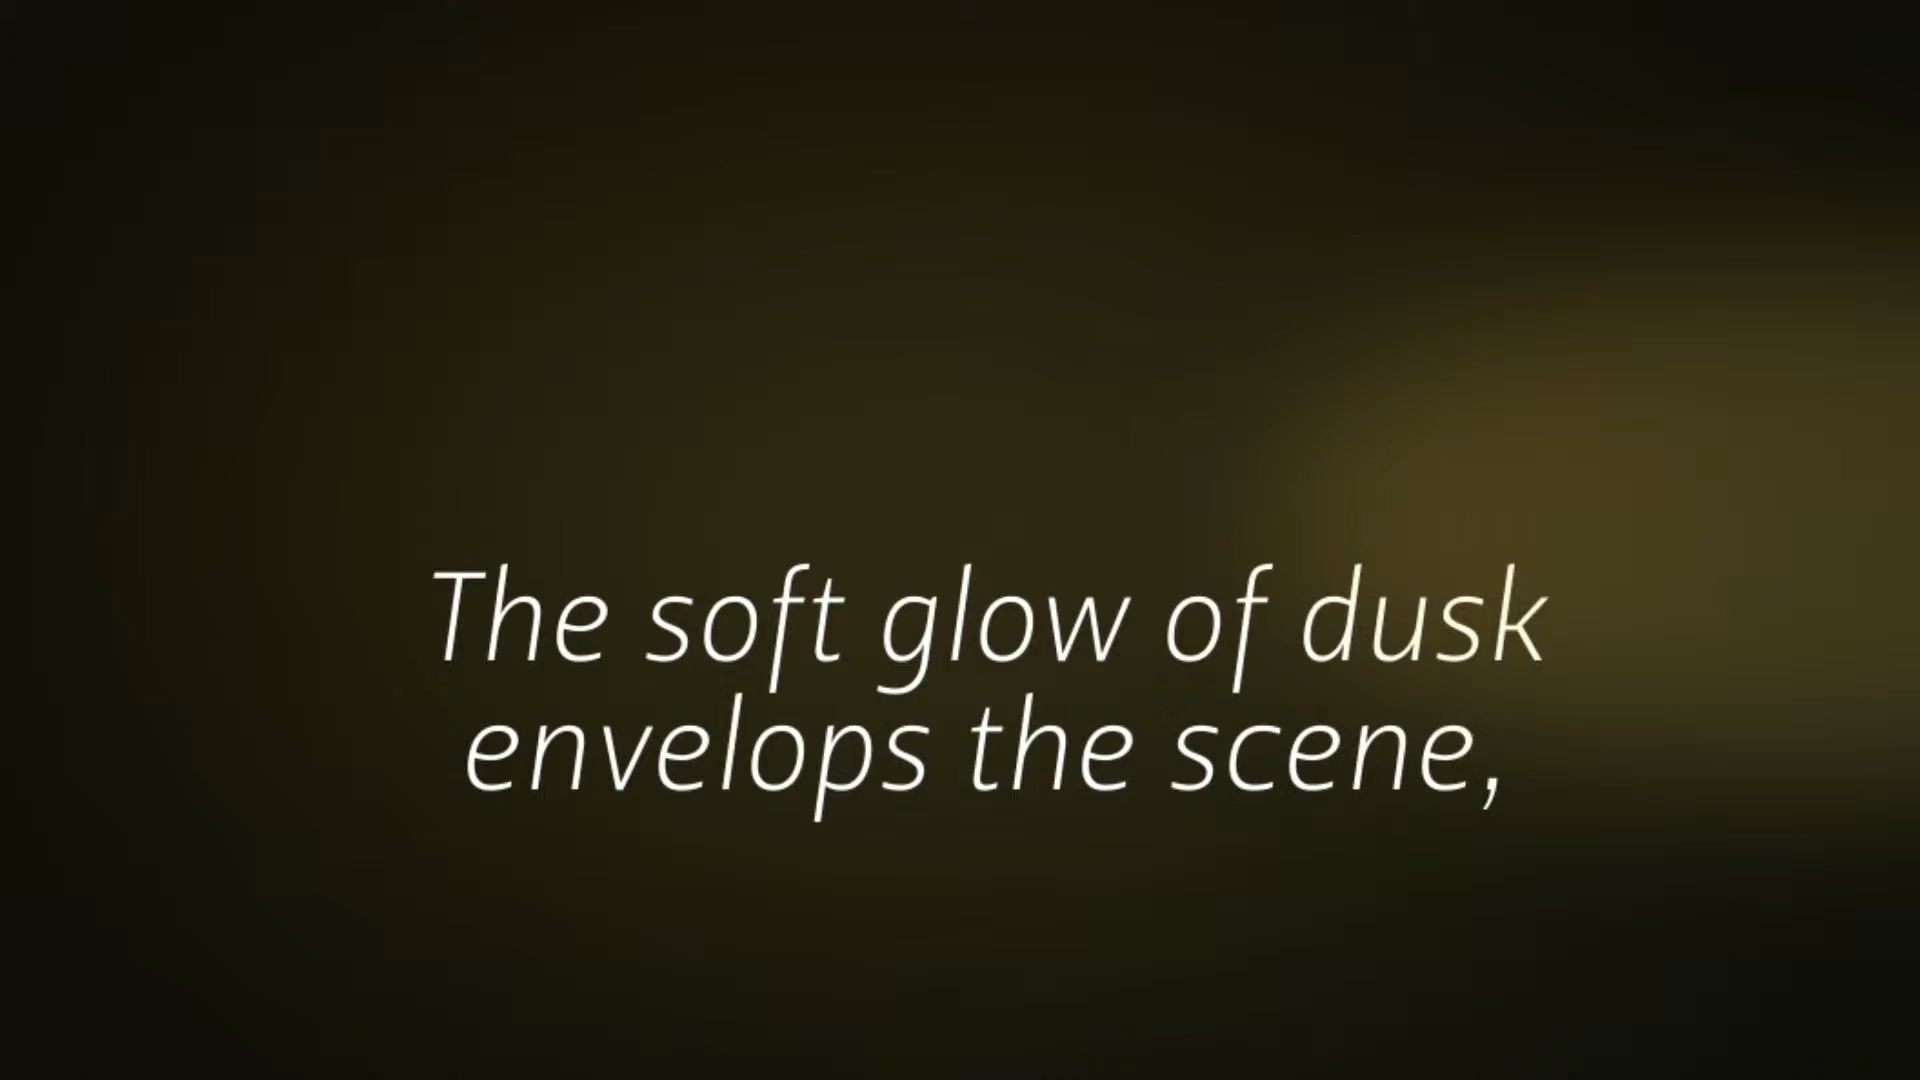 The soft glow of dusk
envelops the scene,